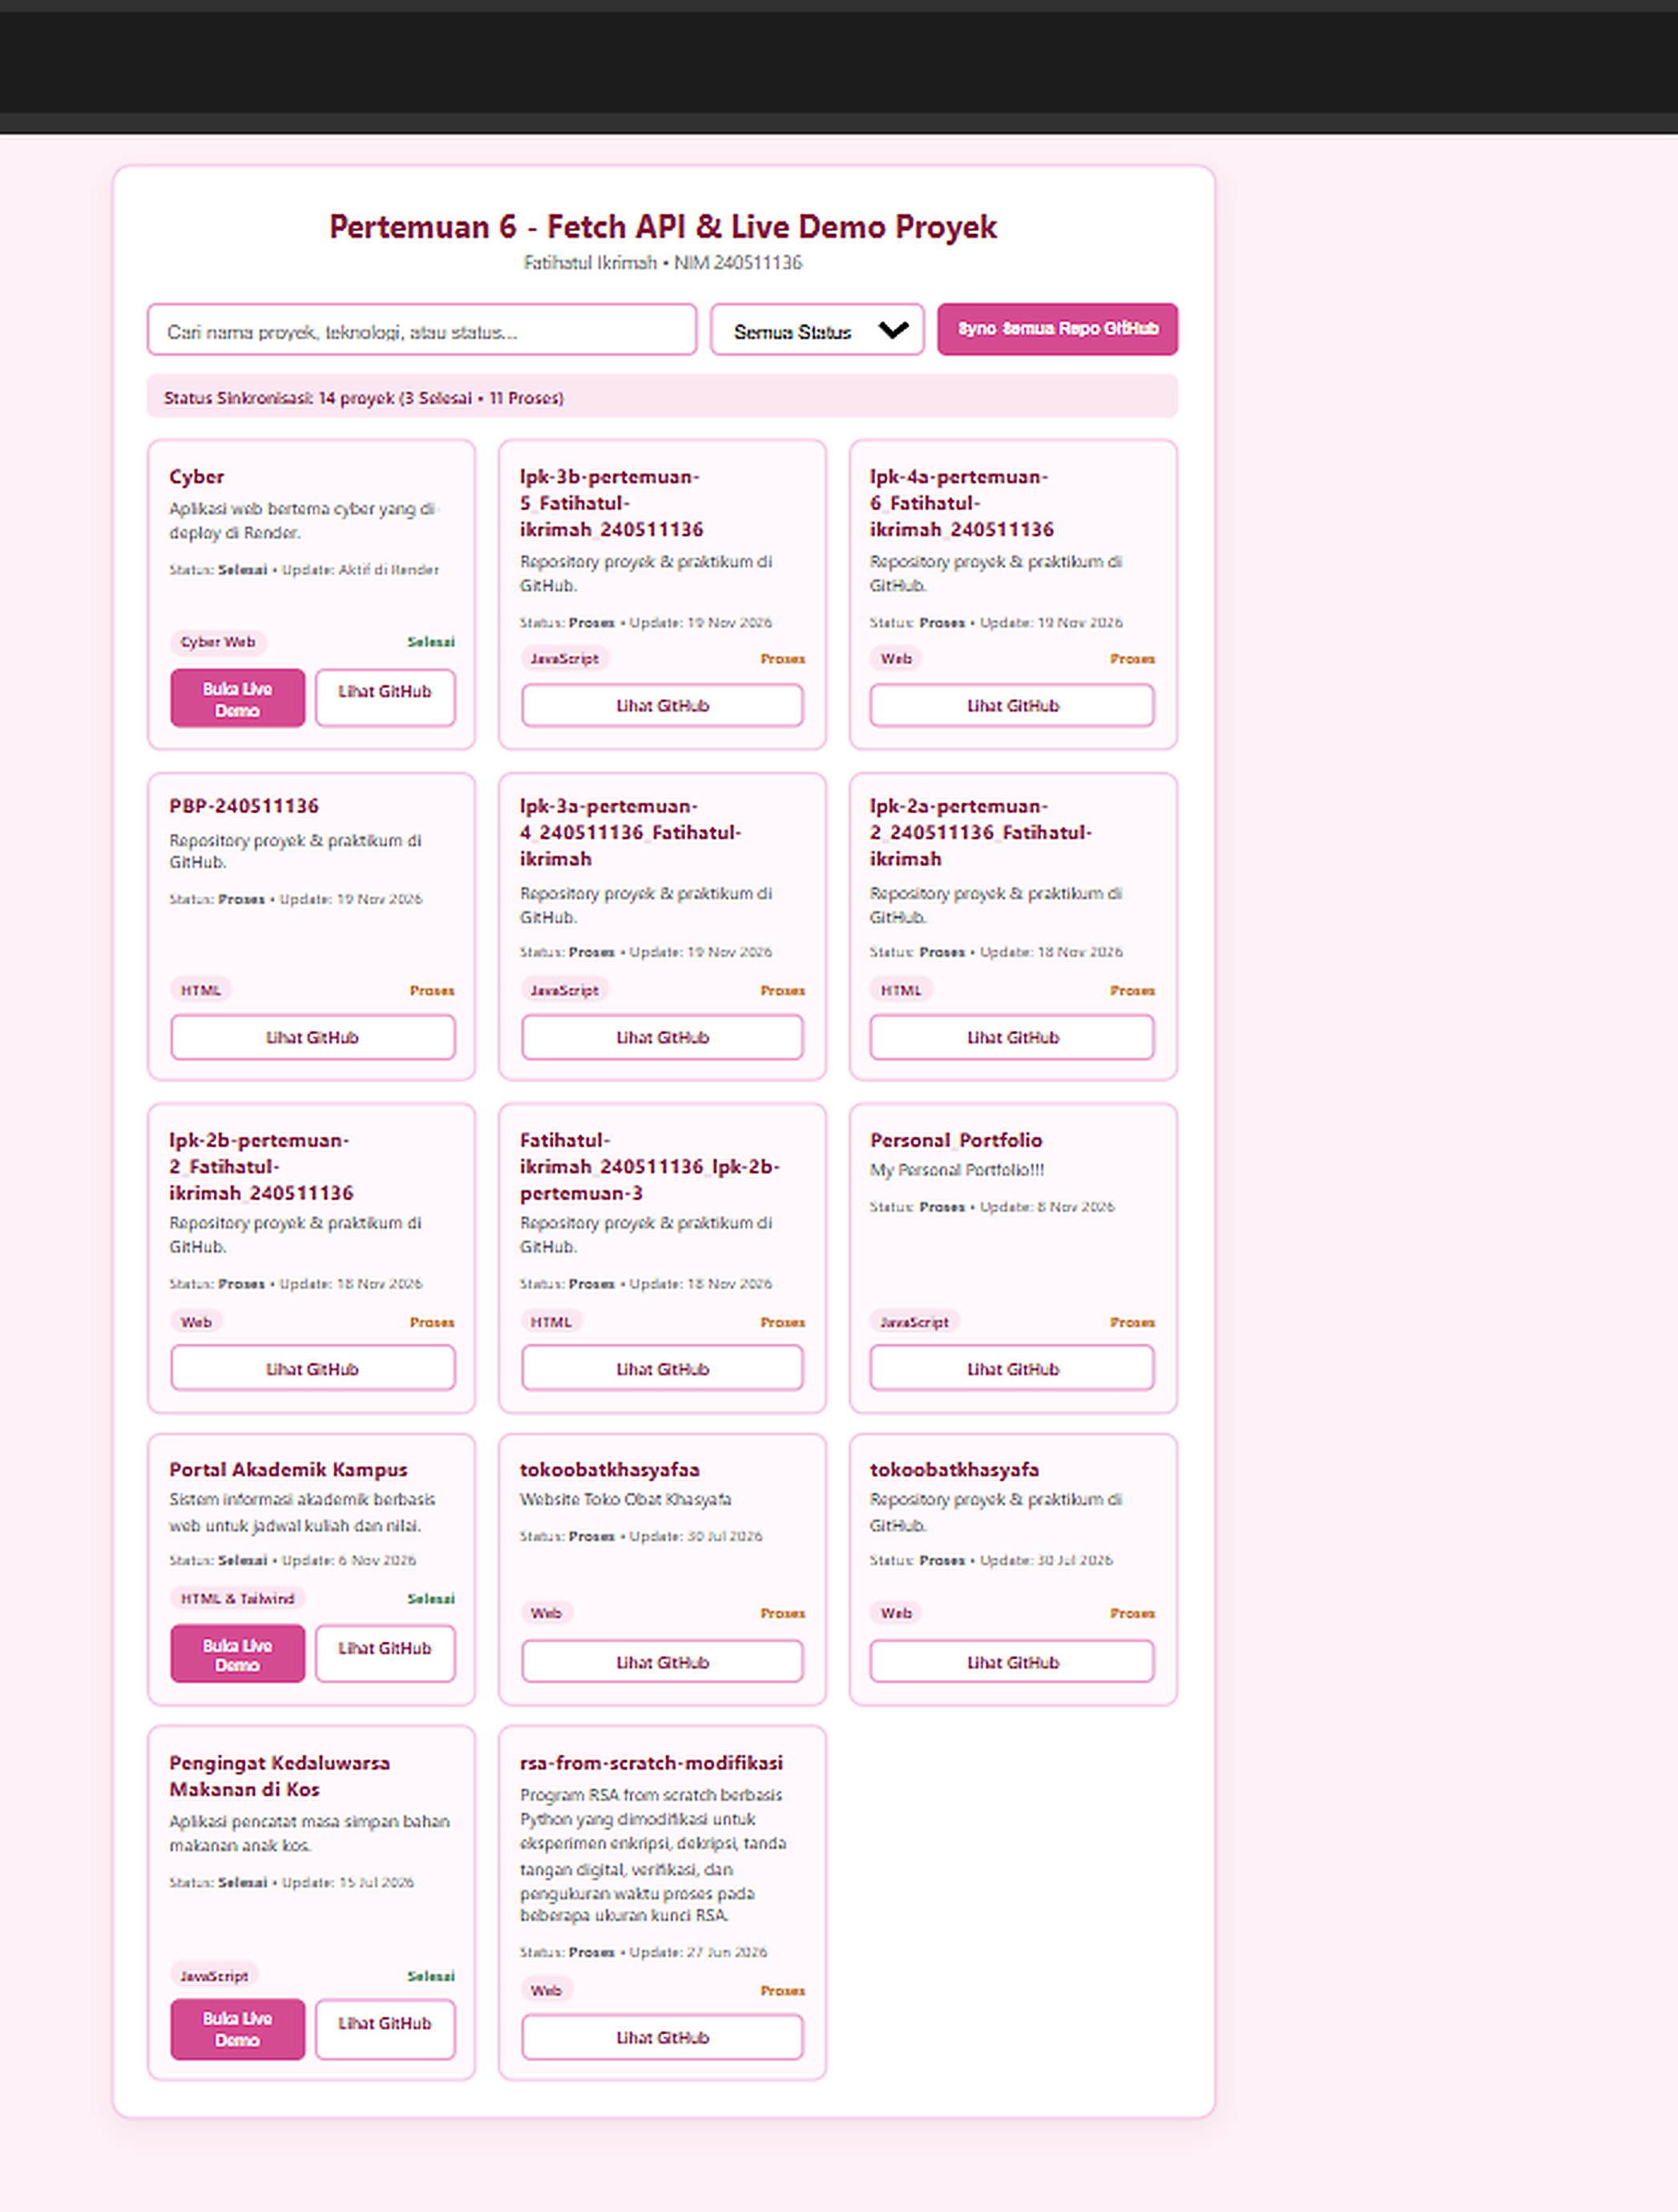 Pertemuan 6 - Fetch API & Live Demo Proyek
Fatihatul Ikrimah • NIM 240511136
Cari nama proyek, teknologi, atau status...
Semua Status
Sync Semua Repo GitHub
Status Sinkronisasi: 14 proyek (3 Selesai • 11 Proses)
Cyber
Aplikasi web bertema cyber yang di-
deploy di Render.
Status: Selesai • Update: Aktif di Render
Cyber Web
Selesai
Buka Live
Demo
Lihat GitHub
lpk-3b-pertemuan-
5_Fatihatul-
ikrimah_240511136
Repository proyek & praktikum di
GitHub.
Status: Proses • Update: 19 Nov 2026
JavaScript
Proses
Lihat GitHub
lpk-4a-pertemuan-
6_Fatihatul-
ikrimah_240511136
Repository proyek & praktikum di
GitHub.
Status: Proses • Update: 19 Nov 2026
Web
Proses
Lihat GitHub
PBP-240511136
Repository proyek & praktikum di
GitHub.
Status: Proses • Update: 19 Nov 2026
HTML
Proses
Lihat GitHub
lpk-3a-pertemuan-
4_240511136_Fatihatul-
ikrimah
Repository proyek & praktikum di
GitHub.
Status: Proses • Update: 19 Nov 2026
JavaScript
Proses
Lihat GitHub
lpk-2a-pertemuan-
2_240511136_Fatihatul-
ikrimah
Repository proyek & praktikum di
GitHub.
Status: Proses • Update: 18 Nov 2026
HTML
Proses
Lihat GitHub
lpk-2b-pertemuan-
2_Fatihatul-
ikrimah_240511136
Repository proyek & praktikum di
GitHub.
Status: Proses • Update: 18 Nov 2026
Web
Proses
Lihat GitHub
Fatihatul-
ikrimah_240511136_lpk-2b-
pertemuan-3
Repository proyek & praktikum di
GitHub.
Status: Proses • Update: 18 Nov 2026
HTML
Proses
Lihat GitHub
Personal_Portfolio
My Personal Portfolio!!!
Status: Proses • Update: 8 Nov 2026
JavaScript
Proses
Lihat GitHub
Portal Akademik Kampus
Sistem informasi akademik berbasis
web untuk jadwal kuliah dan nilai.
Status: Selesai • Update: 6 Nov 2026
HTML & Tailwind
Selesai
Buka Live
Demo
Lihat GitHub
tokoobatkhasyafaa
Website Toko Obat Khasyafa
Status: Proses • Update: 30 Jul 2026
Web
Proses
Lihat GitHub
tokoobatkhasyafa
Repository proyek & praktikum di
GitHub.
Status: Proses • Update: 30 Jul 2026
Web
Proses
Lihat GitHub
Pengingat Kedaluwarsa
Makanan di Kos
Aplikasi pencatat masa simpan bahan
makanan anak kos.
Status: Selesai • Update: 15 Jul 2026
JavaScript
Selesai
Buka Live
Demo
Lihat GitHub
rsa-from-scratch-modifikasi
Program RSA from scratch berbasis
Python yang dimodifikasi untuk
eksperimen enkripsi, dekripsi, tanda
tangan digital, verifikasi, dan
pengukuran waktu proses pada
beberapa ukuran kunci RSA.
Status: Proses • Update: 27 Jun 2026
Web
Proses
Lihat GitHub